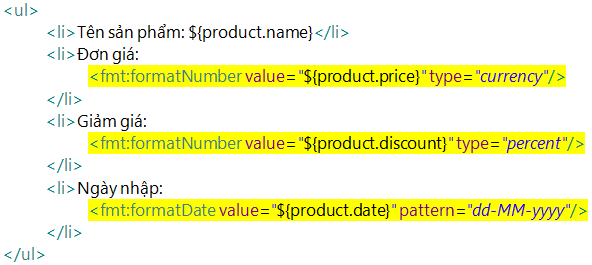 <ul>
<li>Tên sản phẩm: ${product.name}</li>
<li>Đơn giá:
<fmt:formatNumber value="${product.price}" type="currency"/>
</li>
<li>Giảm giá:
<fmt:formatNumber value="${product.discount}" type="percent"/>
</li>
<li>Ngày nhập:
<fmt:formatDate value="${product.date}" pattern="dd-MM-yyyy"/>
</li>
</ul>